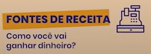 FONTES DE RECEITA
Como você vai
ganhar dinheiro?